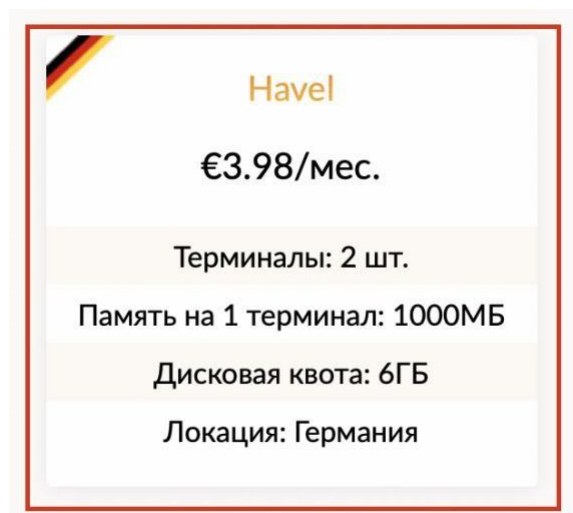 Havel
€3.98/мес.
Терминалы: 2 шт.
Память на 1 терминал: 1000МБ
Дисковая квота: 6ГБ
Локация: Германия